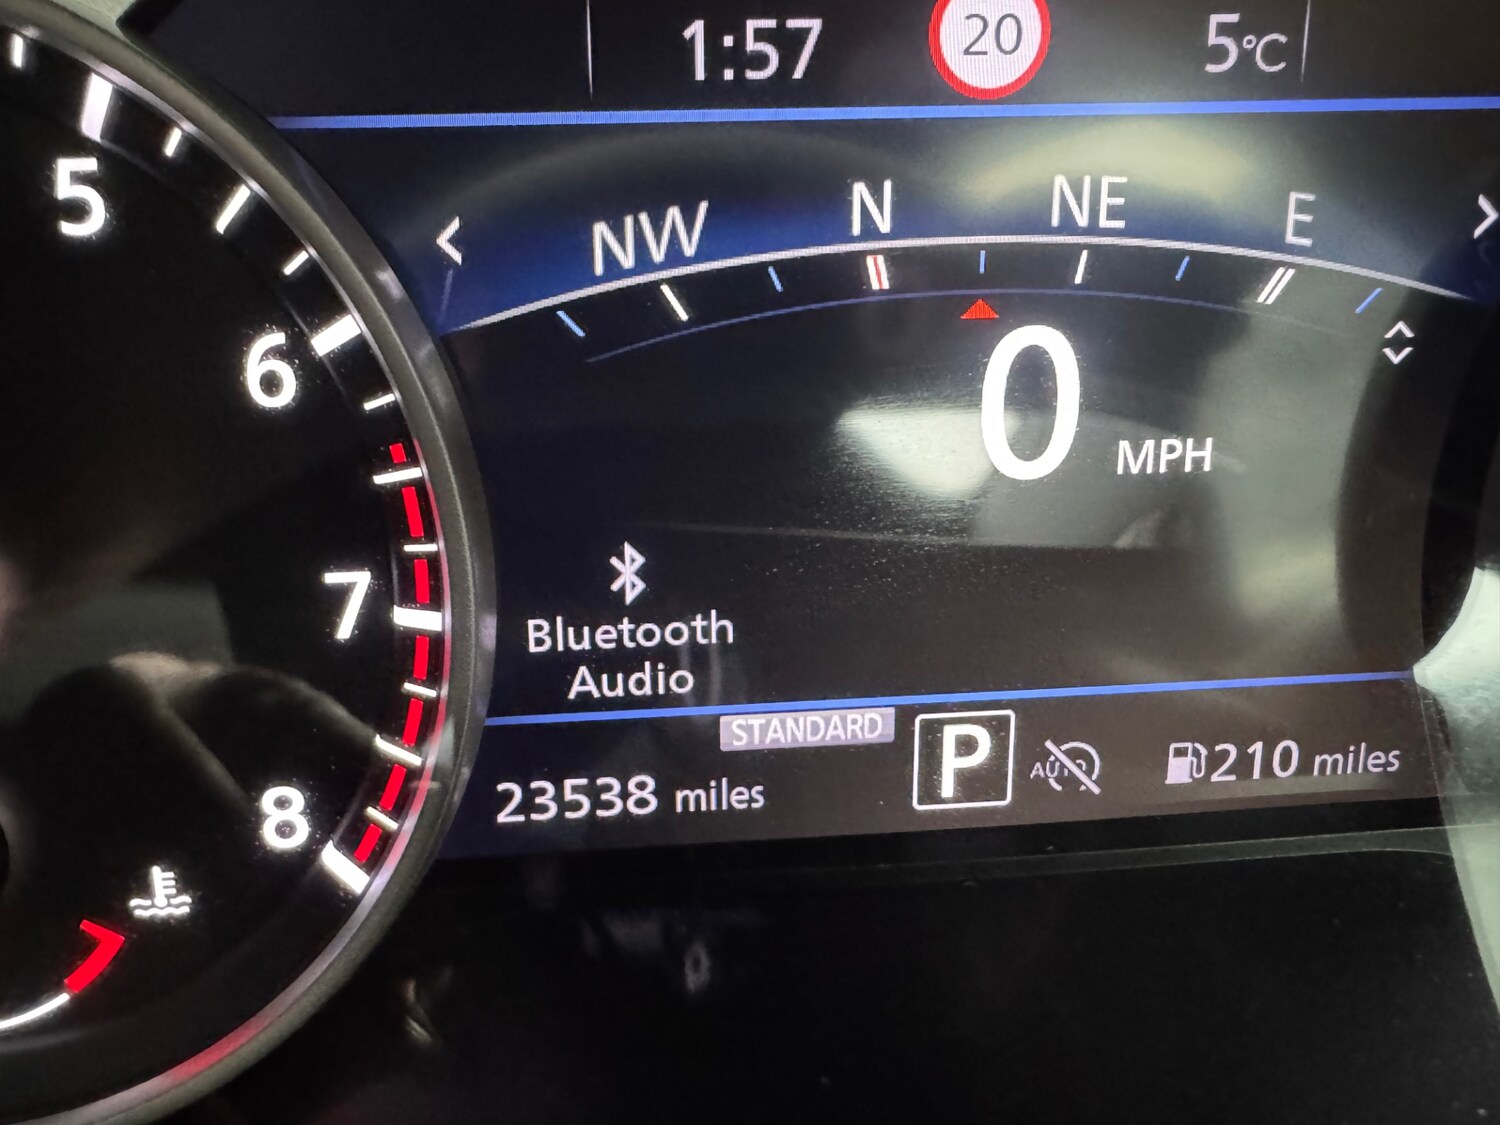 1:57
20
5°C
5
6
7
8
NW
N
NE
E
0 MPH
Bluetooth
Audio
STANDARD
23538 miles
P
AUTO
210 miles